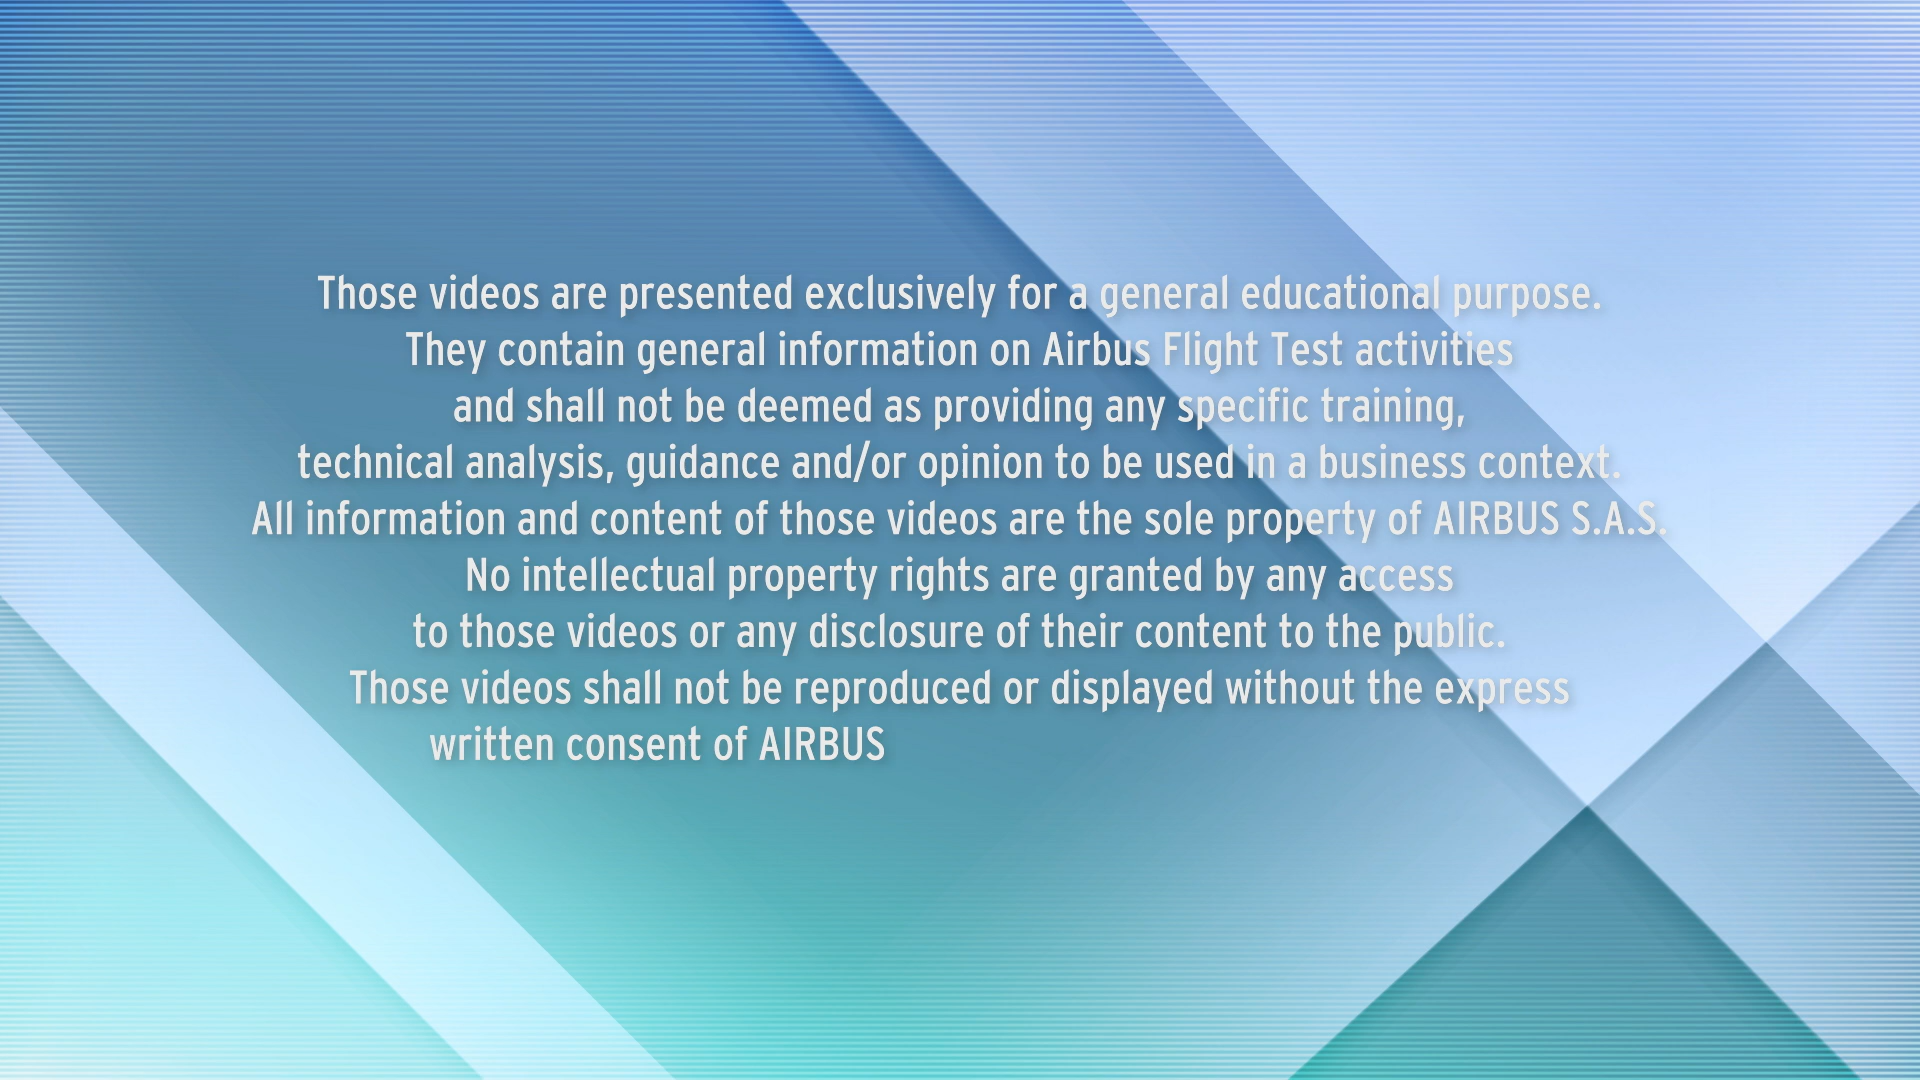 Those videos are presented exclusively for a general educational purpose.
They contain general information on Airbus Flight Test activities
and shall not be deemed as providing any specific training,
technical analysis, guidance and/or opinion to be used in a business context.
All information and content of those videos are the sole property of AIRBUS S.A.S.
No intellectual property rights are granted by any access
to those videos or any disclosure of their content to the public.
Those videos shall not be reproduced or displayed without the express
written consent of AIRBUS